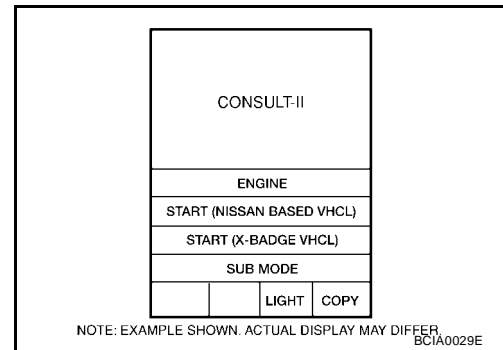 CONSULT-II
ENGINE
START (NISSAN BASED VHCL)
START (X-BADGE VHCL)
SUB MODE
LIGHT COPY
NOTE: EXAMPLE SHOWN. ACTUAL DISPLAY MAY DIFFER.
BCIA0029E